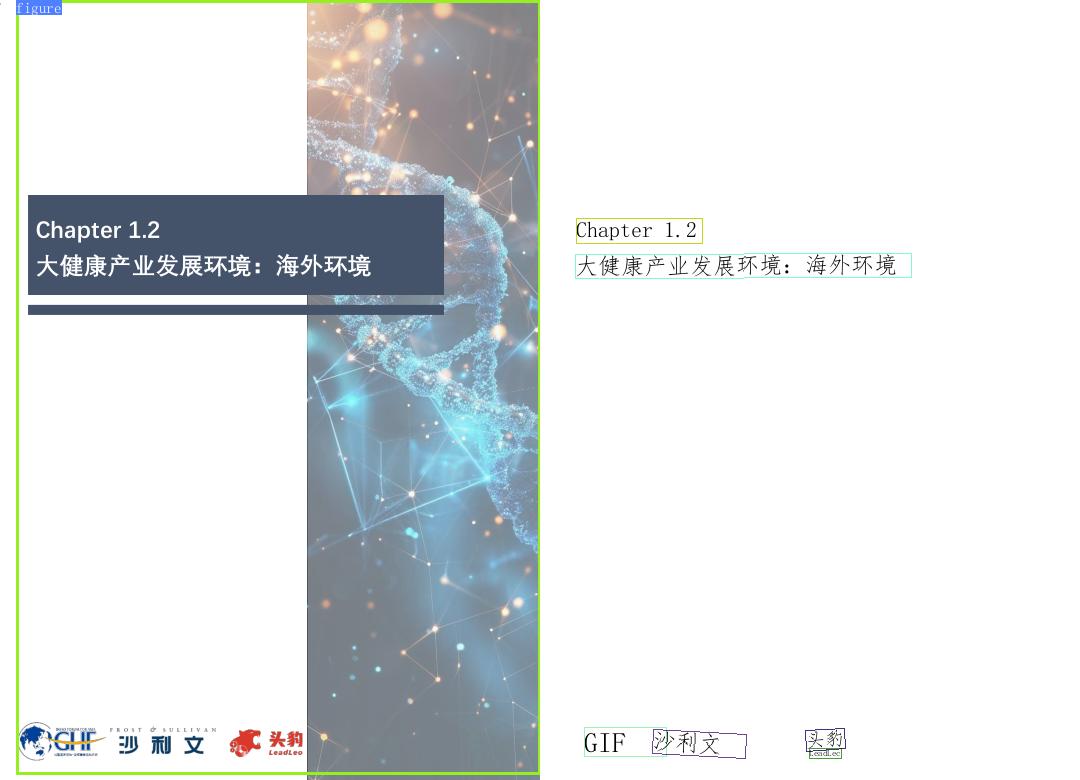 figure
Chapter 1.2
大健康产业发展环境：海外环境
Chapter 1.2
大健康产业发展环境：海外环境
GHF
FROST & SULLIVAN
沙利文
头豹
LeadLeo
GIF
沙利文
头豹
LeadLeo